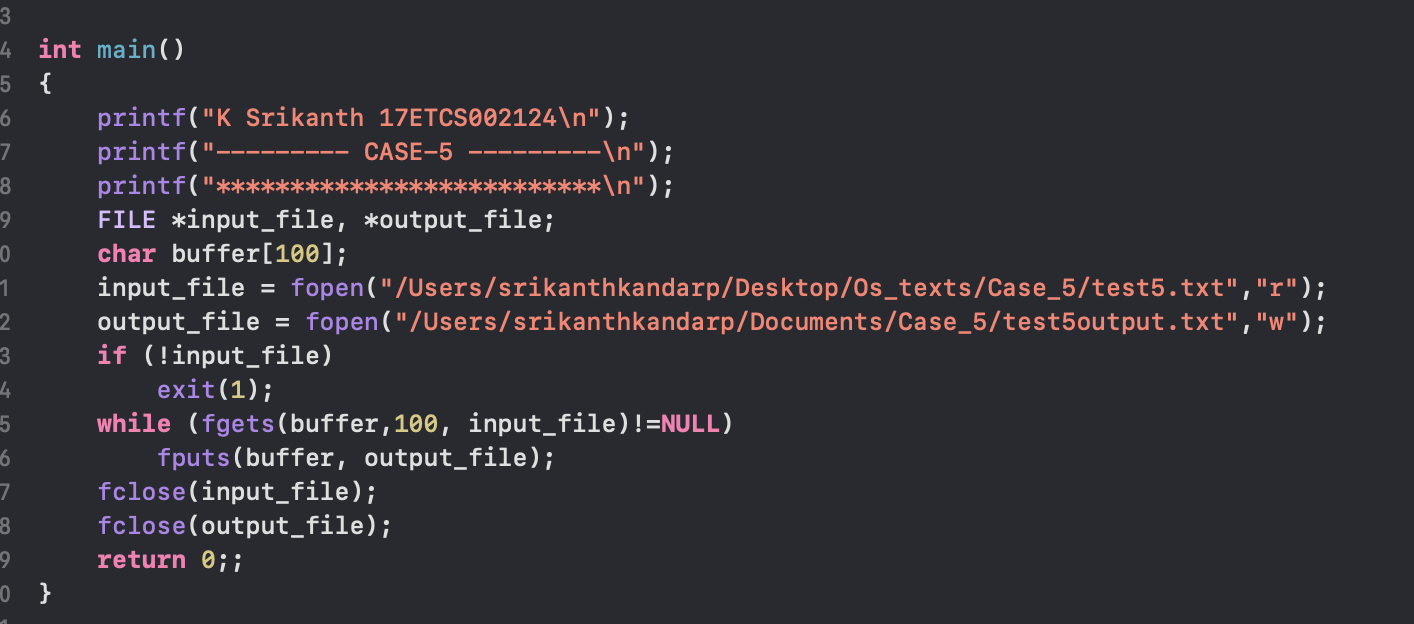 3
4 int main()
5 {
6     printf("K Srikanth 17ETCS002124\n");
7     printf("--------- CASE-5 ---------\n");
8     printf("**************************\n");
9     FILE *input_file, *output_file;
0     char buffer[100];
1     input_file = fopen("/Users/srikanthkandarp/Desktop/Os_texts/Case_5/test5.txt","r");
2     output_file = fopen("/Users/srikanthkandarp/Documents/Case_5/test5output.txt","w");
3     if (!input_file)
4         exit(1);
5     while (fgets(buffer,100, input_file)!=NULL)
6         fputs(buffer, output_file);
7     fclose(input_file);
8     fclose(output_file);
9     return 0;;
0 }